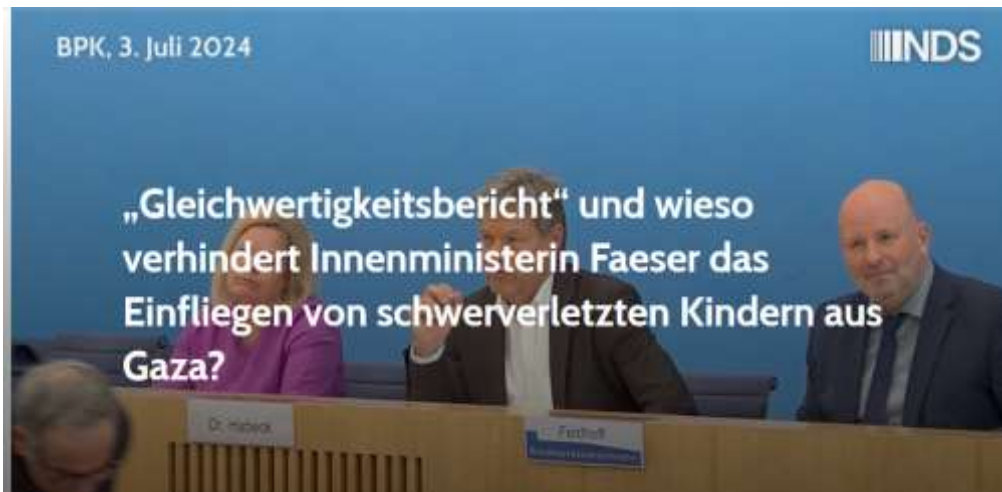 BPK, 3. Juli 2024
NDS
„Gleichwertigkeitsbericht“ und wieso
verhindert Innenministerin Faeser das
Einfliegen von schwerverletzten Kindern aus
Gaza?
Dr. Habeck